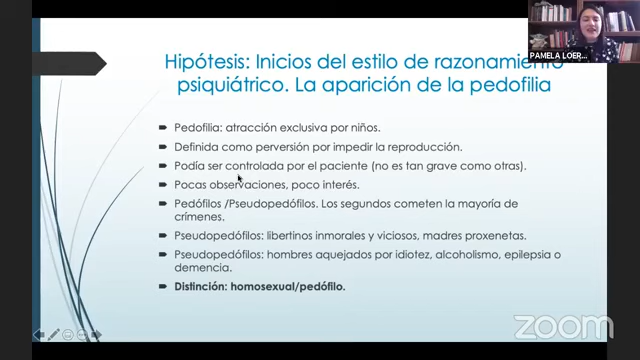 PAMELA LOER...
Hipótesis: Inicios del estilo de razonamiento
psiquiátrico. La aparición de la pedofilia
Pedofilia: atracción exclusiva por niños.
Definida como perversión por impedir la reproducción.
Podía ser controlada por el paciente (no es tan grave como otras).
Pocas observaciones, poco interés.
Pedófilos /Pseudopedófilos. Los segundos cometen la mayoría de
crímenes.
Pseudopedófilos: libertinos inmorales y viciosos, madres proxenetas.
Pseudopedófilos: hombres aquejados por idiotez, alcoholismo, epilepsia o
demencia.
Distinción: homosexual/pedófilo.
zoom